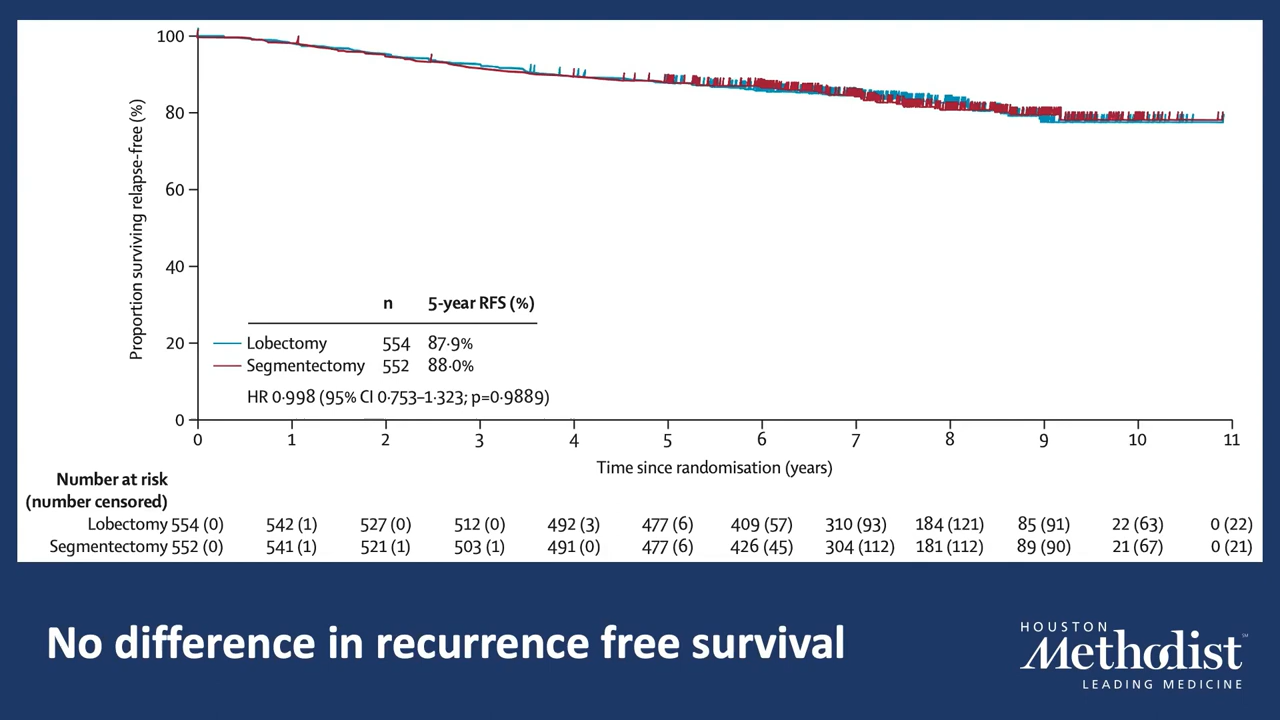 100
80
60
40
20
0
Proportion surviving relapse-free (%)
n 5-year RFS (%)
Lobectomy 554 87·9%
Segmentectomy 552 88·0%
HR 0·998 (95% CI 0·753–1·323; p=0·9889)
0 1 2 3 4 5 6 7 8 9 10 11
Time since randomisation (years)
Number at risk
(number censored)
Lobectomy 554 (0) 542 (1) 527 (0) 512 (0) 492 (3) 477 (6) 409 (57) 310 (93) 184 (121) 85 (91) 22 (63) 0 (22)
Segmentectomy 552 (0) 541 (1) 521 (1) 503 (1) 491 (0) 477 (6) 426 (45) 304 (112) 181 (112) 89 (90) 21 (67) 0 (21)
No difference in recurrence free survival
HOUSTON
Methodist
LEADING MEDICINE